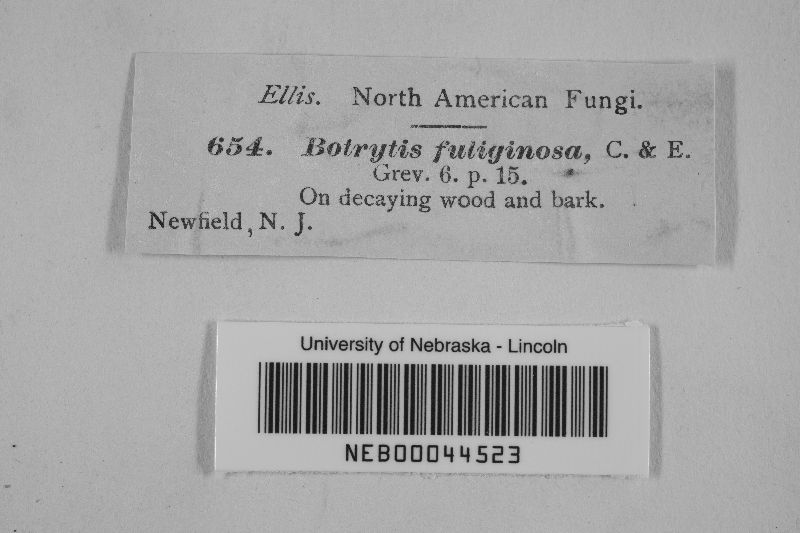 Ellis. North American Fungi.
654. Botrytis fuliginosa, C. & E.
Grev. 6. p. 15.
On decaying wood and bark.
Newfield, N. J.
University of Nebraska - Lincoln
NEB00044523